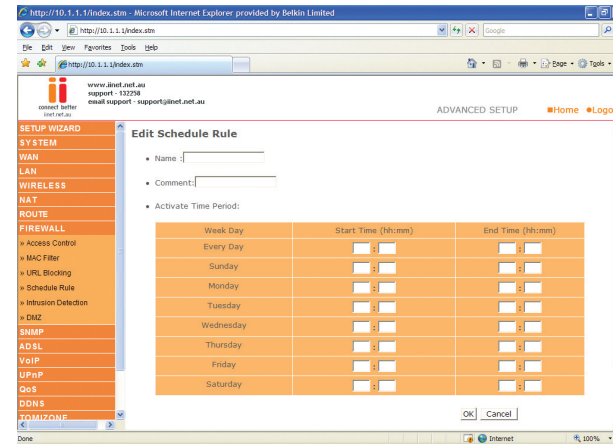 http://10.1.1.1/index.stm - Microsoft Internet Explorer provided by Belkin Limited
http://10.1.1.1/index.stm
Google
File Edit View Favorites Tools Help
http://10.1.1.1/index.stm
Page Tools
www.iinet.net.au
support - 132258
email support - support@iinet.net.au
connect better
iinet.net.au
ADVANCED SETUP Home Logo
SETUP WIZARD
SYSTEM
WAN
LAN
WIRELESS
NAT
ROUTE
FIREWALL
» Access Control
» MAC Filter
» URL Blocking
» Schedule Rule
» Intrusion Detection
» DMZ
SNMP
ADSL
VoIP
UPnP
QoS
DDNS
TOMIZONE
Edit Schedule Rule
• Name :
• Comment:
• Activate Time Period:
Week Day Start Time (hh:mm) End Time (hh:mm)
Every Day : :
Sunday : :
Monday : :
Tuesday : :
Wednesday : :
Thursday : :
Friday : :
Saturday : :
OK Cancel
Done Internet 100%